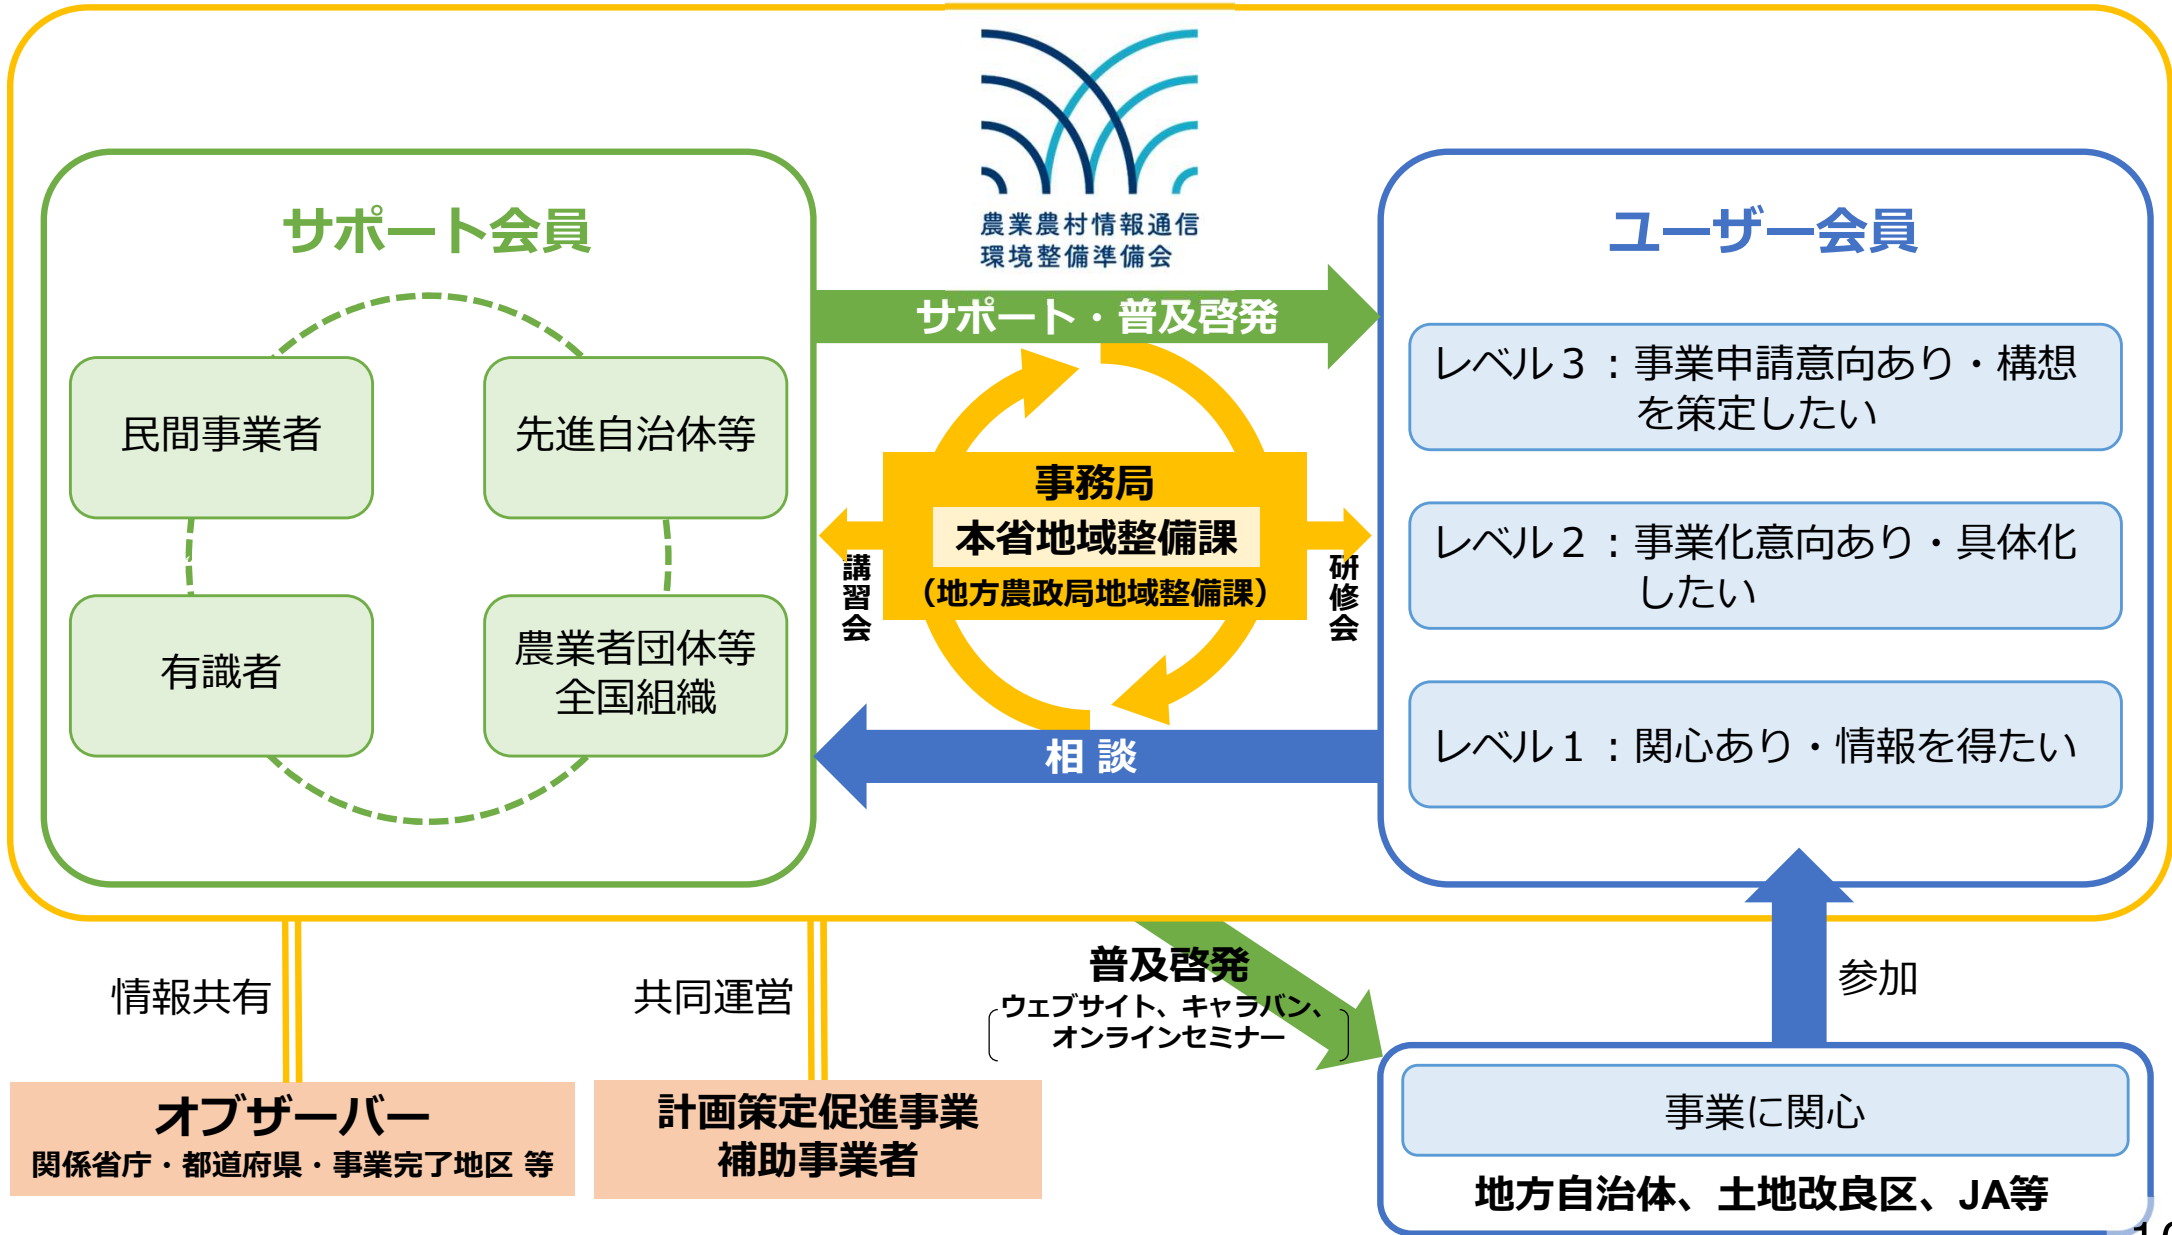 農業農村情報通信
環境整備準備会
サポート会員
民間事業者
先進自治体等
有識者
農業者団体等
全国組織
サポート・普及啓発
事務局
本省地域整備課
（地方農政局地域整備課）
講習会
研修会
相 談
ユーザー会員
レベル３：事業申請意向あり・構想
を策定したい
レベル２：事業化意向あり・具体化
したい
レベル１：関心あり・情報を得たい
情報共有
共同運営
普及啓発
ウェブサイト、キャラバン、
オンラインセミナー
参加
オブザーバー
関係省庁・都道府県・事業完了地区 等
計画策定促進事業
補助事業者
事業に関心
地方自治体、土地改良区、JA等